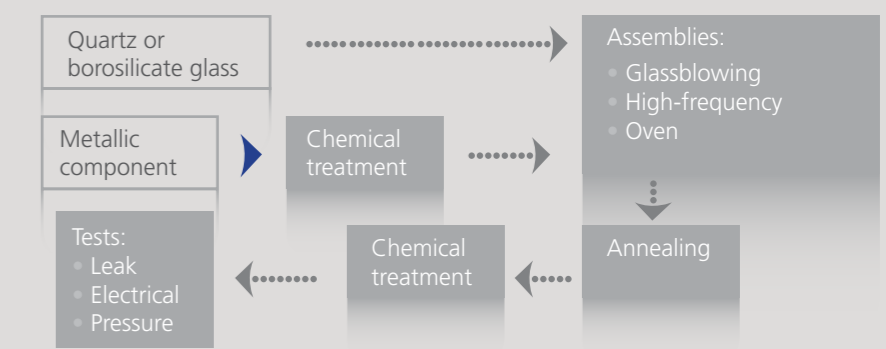 Quartz or
borosilicate glass
Assemblies:
• Glassblowing
• High-frequency
• Oven
Metallic
component
Chemical
treatment
Tests:
• Leak
• Electrical
• Pressure
Chemical
treatment
Annealing